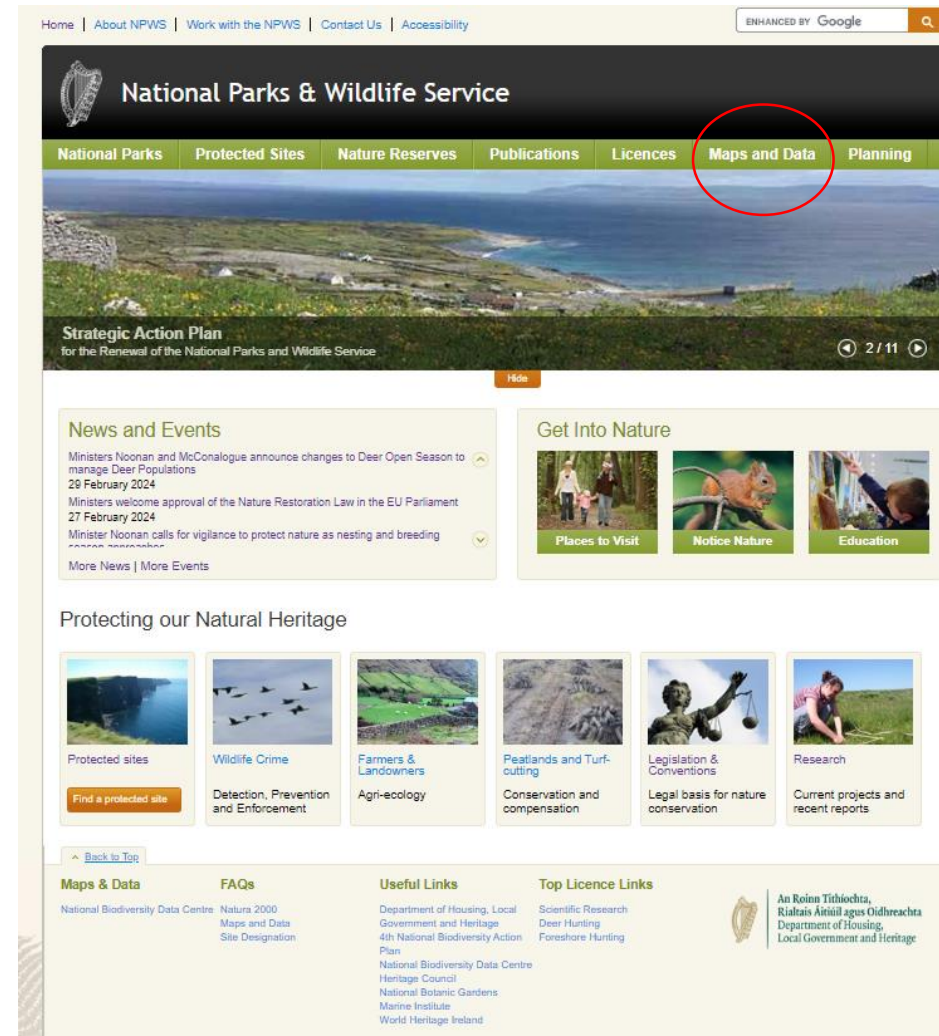 Home | About NPWS | Work with the NPWS | Contact Us | Accessibility
ENHANCED BY Google
National Parks & Wildlife Service
National Parks Protected Sites Nature Reserves Publications Licences Maps and Data Planning
Strategic Action Plan
for the Renewal of the National Parks and Wildlife Service
2 / 11
Hide
News and Events
Ministers Noonan and McConalogue announce changes to Deer Open Season to
manage Deer Populations
29 February 2024
Ministers welcome approval of the Nature Restoration Law in the EU Parliament
27 February 2024
Minister Noonan calls for vigilance to protect nature as nesting and breeding
season approaches
More News | More Events
Get Into Nature
Places to Visit
Notice Nature
Education
Protecting our Natural Heritage
Protected sites
Find a protected site
Wildlife Crime
Detection, Prevention
and Enforcement
Farmers &
Landowners
Agri-ecology
Peatlands and Turf-
cutting
Conservation and
compensation
Legislation &
Conventions
Legal basis for nature
conservation
Research
Current projects and
recent reports
Back to Top
Maps & Data
National Biodiversity Data Centre
FAQs
Natura 2000
Maps and Data
Site Designation
Useful Links
Department of Housing, Local
Government and Heritage
4th National Biodiversity Action
Plan
National Biodiversity Data Centre
Heritage Council
National Botanic Gardens
Marine Institute
World Heritage Ireland
Top Licence Links
Scientific Research
Deer Hunting
Foreshore Hunting
An Roinn Tithíochta,
Rialtais Áitiúil agus Oidhreachta
Department of Housing,
Local Government and Heritage